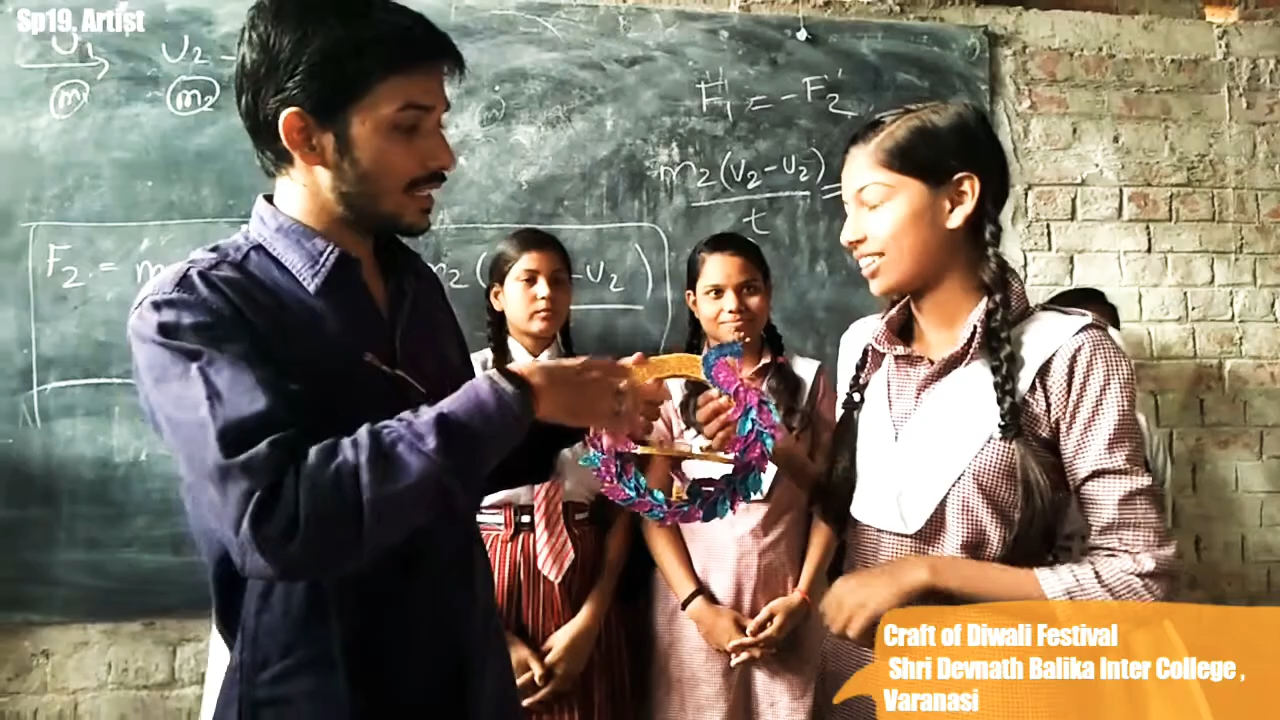 Sp19. Artist
U₁ U₂ -
m m₂
F₁ = -F₂
m₂(v₂-u₂) =
t
F₂ = m
m₂( -u₂)
Craft of Diwali Festival
Shri Devnath Balika Inter College ,
Varanasi